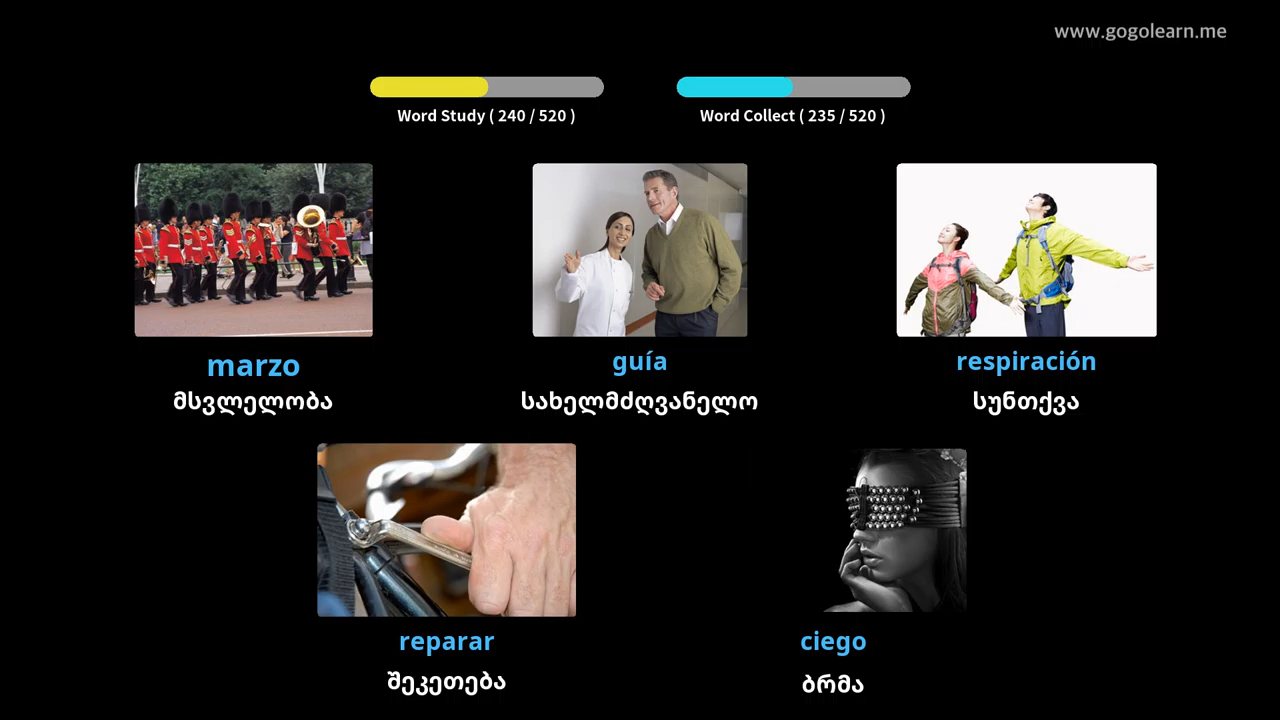 www.gogolearn.me
Word Study ( 240 / 520 )
Word Collect ( 235 / 520 )
marzo
მსვლელობა
guía
სახელმძღვანელო
respiración
სუნთქვა
reparar
შეკეთება
ciego
ბრმა